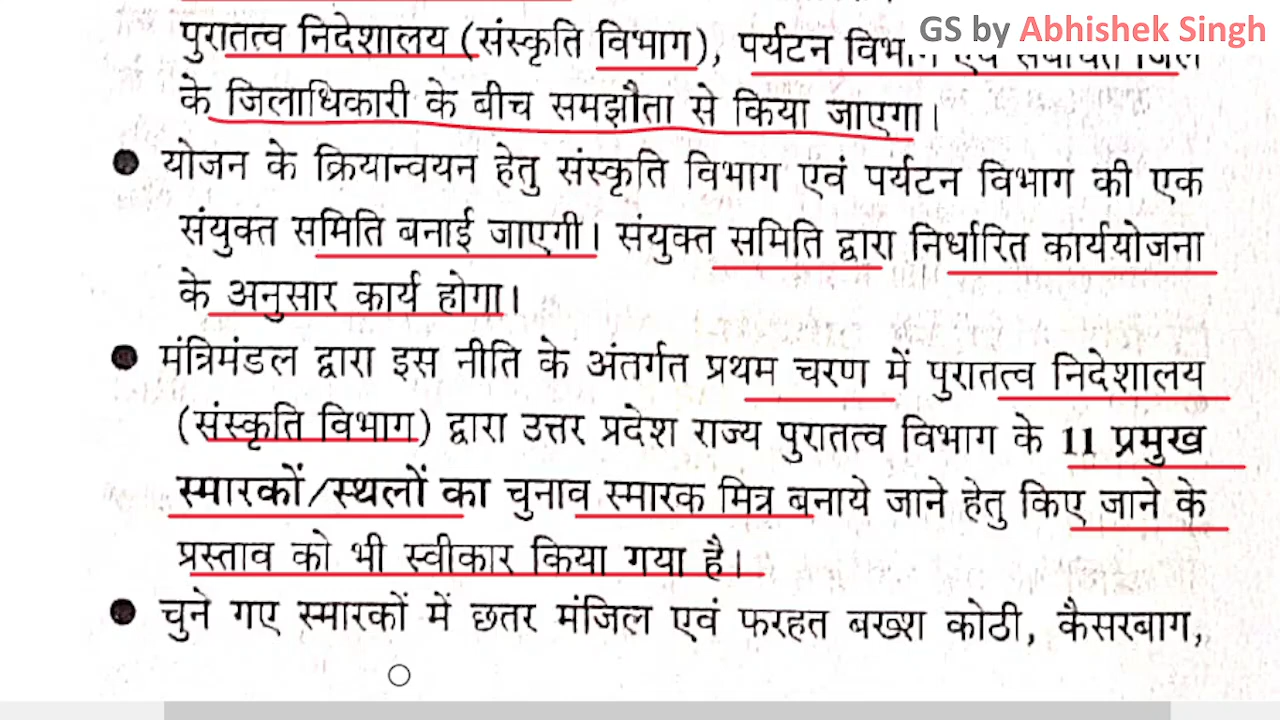 GS by Abhishek Singh
पुरातत्व निदेशालय (संस्कृति विभाग), पर्यटन
के जिलाधिकारी के बीच समझौता से किया जाएगा।
● योजन के क्रियान्वयन हेतु संस्कृति विभाग एवं पर्यटन विभाग की एक
संयुक्त समिति बनाई जाएगी। संयुक्त समिति द्वारा निर्धारित कार्ययोजना
के अनुसार कार्य होगा।
● मंत्रिमंडल द्वारा इस नीति के अंतर्गत प्रथम चरण में पुरातत्व निदेशालय
(संस्कृति विभाग) द्वारा उत्तर प्रदेश राज्य पुरातत्व विभाग के 11 प्रमुख
स्मारकों/स्थलों का चुनाव स्मारक मित्र बनाये जाने हेतु किए जाने के
प्रस्ताव को भी स्वीकार किया गया है।
● चुने गए स्मारकों में छतर मंजिल एवं फरहत बख्श कोठी, कैसरबाग,